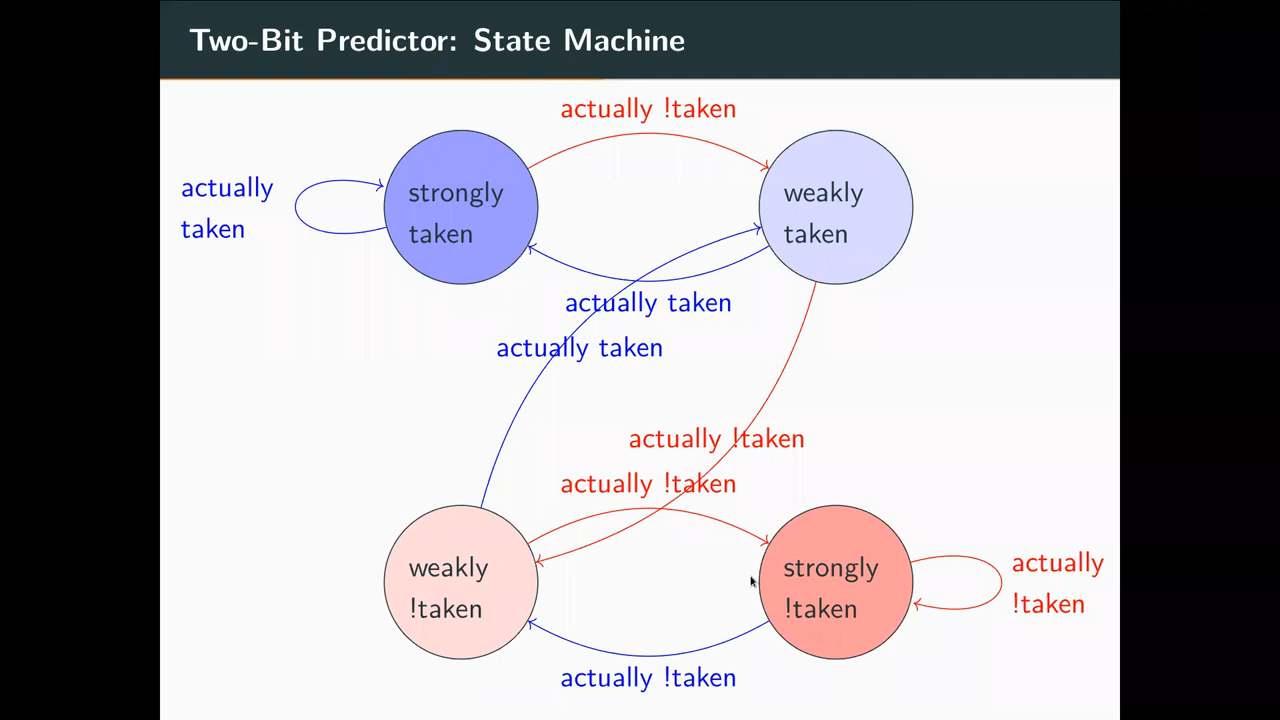 Two-Bit Predictor: State Machine
actually !taken
actually
taken
strongly
taken
weakly
taken
actually taken
actually taken
actually !taken
actually !taken
weakly
!taken
strongly
!taken
actually
!taken
actually !taken